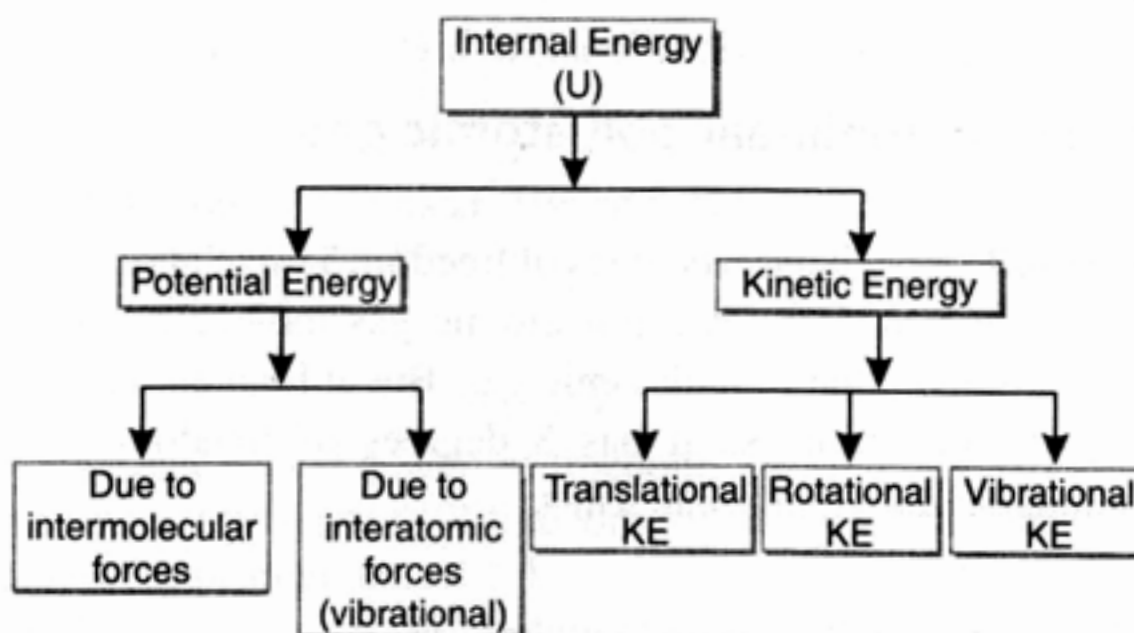 Internal Energy
(U)
Potential Energy
Kinetic Energy
Due to
intermolecular
forces
Due to
interatomic
forces
(vibrational)
Translational
KE
Rotational
KE
Vibrational
KE